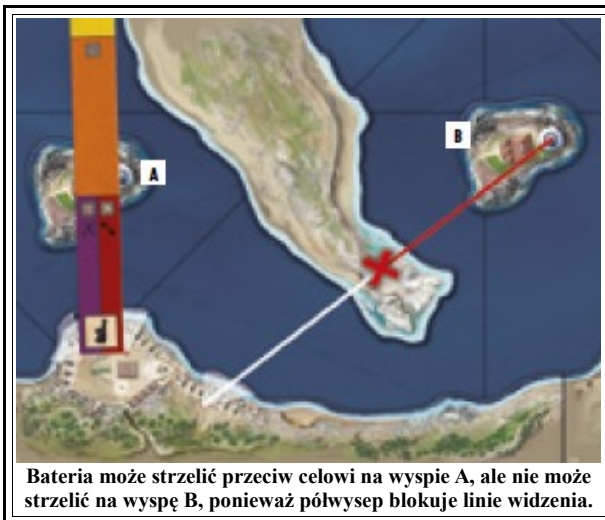 A
B
Bateria może strzelić przeciw celowi na wyspie A, ale nie może
strzelić na wyspę B, ponieważ półwysep blokuje linie widzenia.